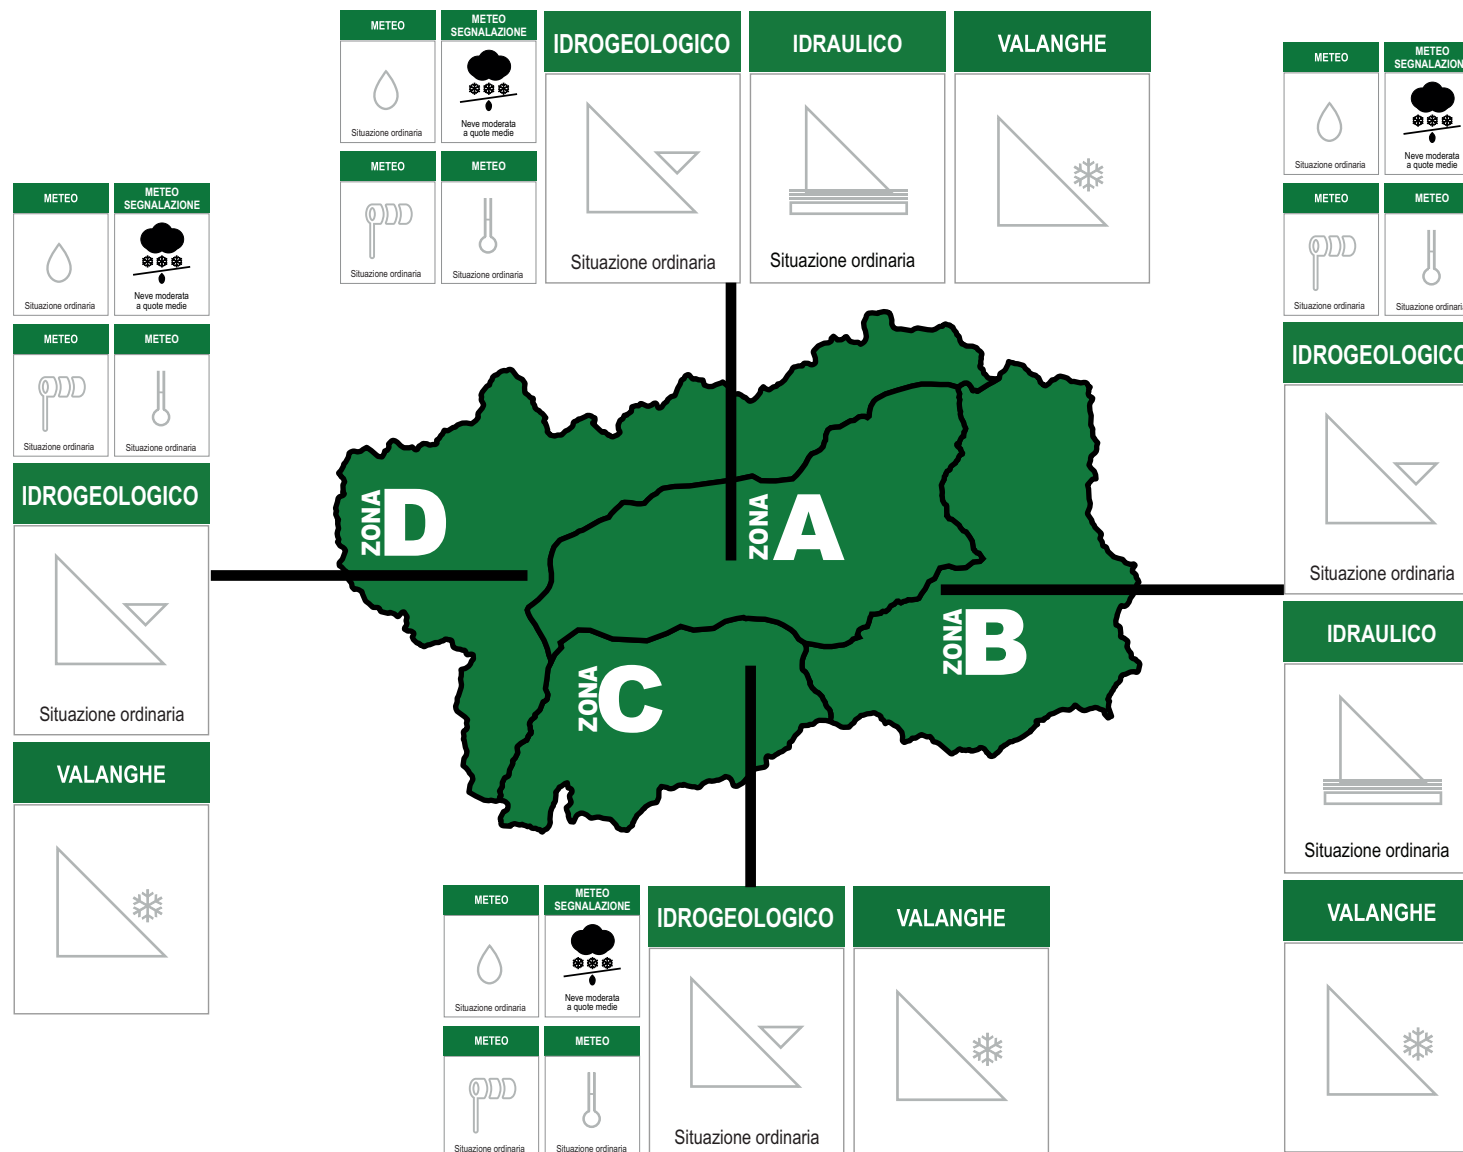 METEO
METEO
SEGNALAZIONE
Situazione ordinaria
Neve moderata
a quote medie
METEO
METEO
Situazione ordinaria
Situazione ordinaria
IDROGEOLOGICO
Situazione ordinaria
IDRAULICO
Situazione ordinaria
VALANGHE
METEO
METEO
SEGNALAZION
Situazione ordinaria
Neve moderata
a quote medie
METEO
METEO
Situazione ordinaria
Situazione ordinari
IDROGEOLOGICO
Situazione ordinaria
IDRAULICO
Situazione ordinaria
VALANGHE
METEO
METEO
SEGNALAZIONE
Situazione ordinaria
Neve moderata
a quote medie
METEO
METEO
Situazione ordinaria
Situazione ordinaria
IDROGEOLOGICO
Situazione ordinaria
VALANGHE
ZONA D
ZONA A
ZONA B
ZONA C
METEO
METEO
SEGNALAZIONE
Situazione ordinaria
Neve moderata
a quote medie
METEO
METEO
Situazione ordinaria
Situazione ordinaria
IDROGEOLOGICO
Situazione ordinaria
VALANGHE